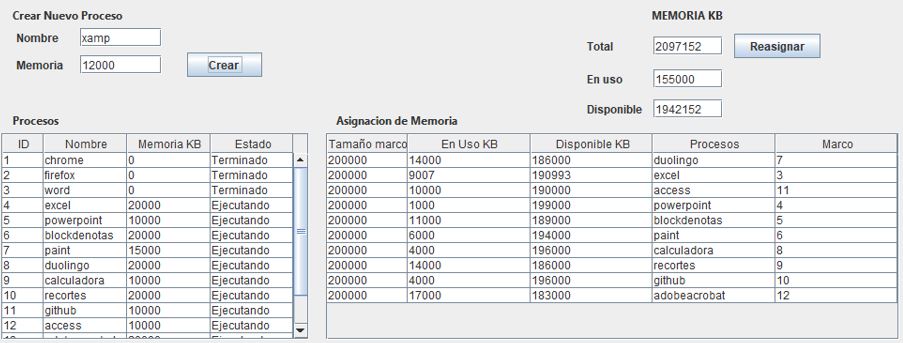 Crear Nuevo Proceso
Nombre xamp
Memoria 12000 Crear
MEMORIA KB
Total 2097152 Reasignar
En uso 155000
Disponible 1942152
Procesos
ID Nombre Memoria KB Estado
1 chrome 0 Terminado
2 firefox 0 Terminado
3 word 0 Terminado
4 excel 20000 Ejecutando
5 powerpoint 10000 Ejecutando
6 blockdenotas 20000 Ejecutando
7 paint 15000 Ejecutando
8 duolingo 20000 Ejecutando
9 calculadora 10000 Ejecutando
10 recortes 20000 Ejecutando
11 github 10000 Ejecutando
12 access 10000 Ejecutando
Asignacion de Memoria
Tamaño marco En Uso KB Disponible KB Procesos Marco
200000 14000 186000 duolingo 7
200000 9007 190993 excel 3
200000 10000 190000 access 11
200000 1000 199000 powerpoint 4
200000 11000 189000 blockdenotas 5
200000 6000 194000 paint 6
200000 4000 196000 calculadora 8
200000 14000 186000 recortes 9
200000 4000 196000 github 10
200000 17000 183000 adobeacrobat 12